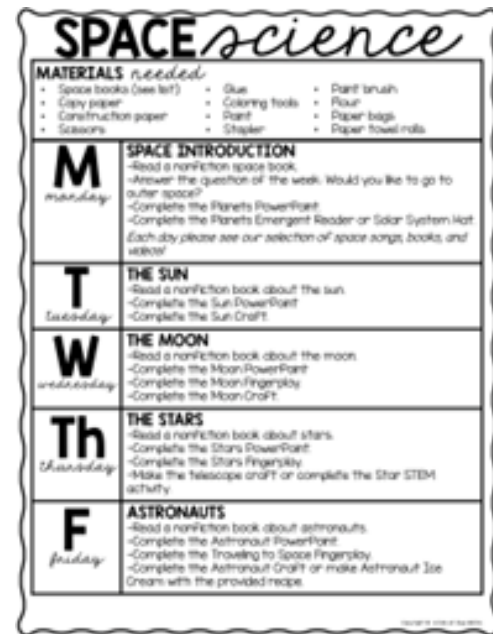 SPACE science
MATERIALS needed
• Space books (see list)
• Copy paper
• Construction paper
• Scissors
• Glue
• Coloring tools
• Paint
• Stapler
• Paint brush
• Flour
• Paper bags
• Paper towel rolls
M
monday
SPACE INTRODUCTION
-Read a nonfiction space book.
-Answer the question of the week. Would you like to go to
outer space?
-Complete the Planets PowerPoint.
-Complete the Planets Emergent Reader or Solar System Hat.
Each day please see our selection of space songs, books, and
videos!
T
tuesday
THE SUN
-Read a nonfiction book about the sun.
-Complete the Sun PowerPoint
-Complete the Sun Craft.
W
wednesday
THE MOON
-Read a nonfiction book about the moon.
-Complete the Moon PowerPoint
-Complete the Moon Fingerplay.
-Complete the Moon Craft.
Th
thursday
THE STARS
-Read a nonfiction book about stars.
-Complete the Stars PowerPoint.
-Complete the Stars Fingerplay.
-Make the telescope craft or complete the Star STEM
activity.
F
friday
ASTRONAUTS
-Read a nonfiction book about astronauts.
-Complete the Astronaut PowerPoint.
-Complete the Traveling to Space Fingerplay.
-Complete the Astronaut Craft or make Astronaut Ice
Cream with the provided recipe.